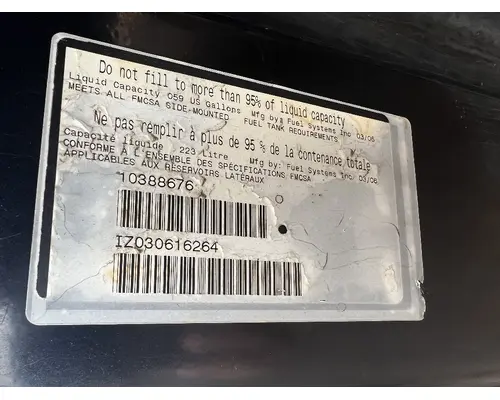 Do not fill to more than 95% of liquid capacity
Liquid Capacity 059 US Gallons Mfg by: Fuel Systems Inc 03/06
MEETS ALL FMCSA SIDE-MOUNTED FUEL TANK REQUIREMENTS
Ne pas remplir à plus de 95 % de la contenance totale
Capacité liquide 223 litre Mfg by: Fuel Systems Inc 03/06
CONFORME À L'ENSEMBLE DES SPÉCIFICATIONS FMCSA
APPLICABLES AUX RÉSERVOIRS LATÉRAUX
10388676
IZ030616264